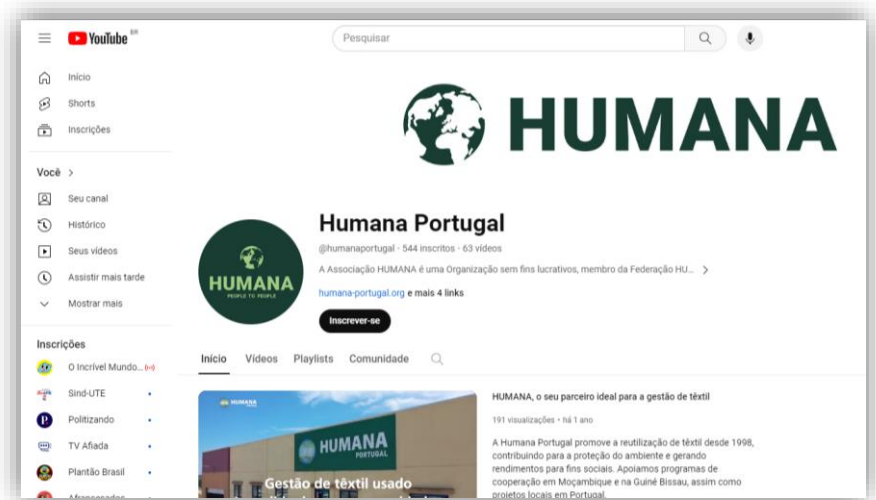 YouTube BR
Pesquisar
Início
Shorts
Inscrições
Você >
Seu canal
Histórico
Seus vídeos
Assistir mais tarde
Mostrar mais
Inscrições
O Incrível Mundo...
Sind-UTE
Politizando
TV Afiada
Plantão Brasil
Afrancesados
HUMANA
HUMANA
PEOPLE TO PEOPLE
Humana Portugal
@humanaportugal · 544 inscritos · 63 vídeos
A Associação HUMANA é uma Organização sem fins lucrativos, membro da Federação HU...
humana-portugal.org e mais 4 links
Inscrever-se
Início Vídeos Playlists Comunidade
HUMANA
HUMANA
PORTUGAL
Gestão de têxtil usado
HUMANA, o seu parceiro ideal para a gestão de têxtil
191 visualizações • há 1 ano
A Humana Portugal promove a reutilização de têxtil desde 1998,
contribuindo para a proteção do ambiente e gerando
rendimentos para fins sociais. Apoiamos programas de
cooperação em Moçambique e na Guiné Bissau, assim como
projetos locais em Portugal.